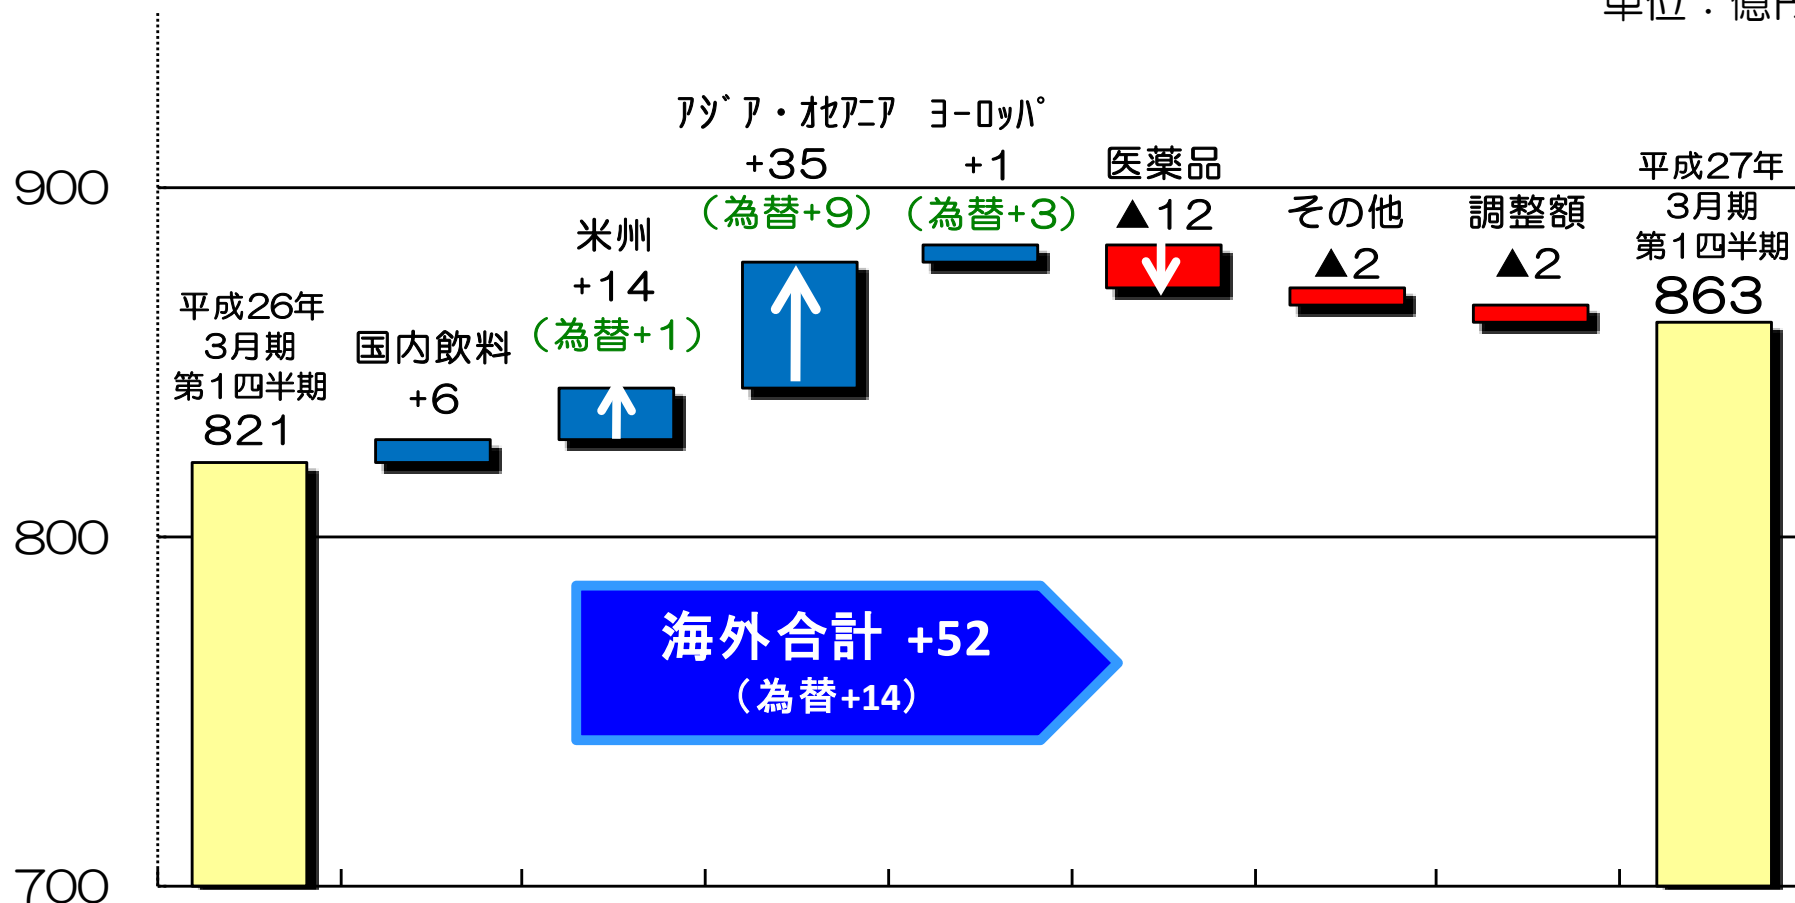 単位：億円
900
800
700
平成26年
3月期
第1四半期
821
国内飲料
+6
米州
+14
（為替+1）
ｱｼﾞｱ・ｵｾｱﾆｱ
+35
（為替+9）
ﾖｰﾛｯﾊﾟ
+1
（為替+3）
医薬品
▲12
その他
▲2
調整額
▲2
平成27年
3月期
第1四半期
863
海外合計 +52
（為替+14）